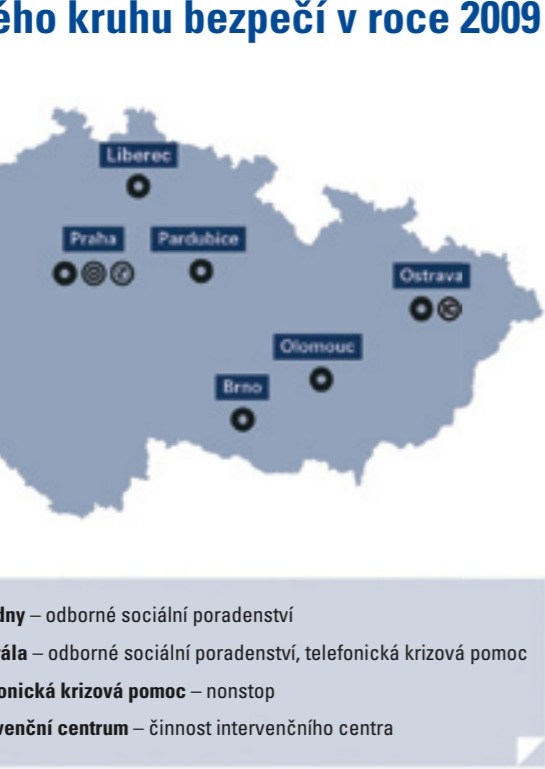 ého kruhu bezpečí v roce 2009
Liberec
Praha
Pardubice
Ostrava
Olomouc
Brno
dny – odborné sociální poradenství
ála – odborné sociální poradenství, telefonická krizová pomoc
onická krizová pomoc – nonstop
venční centrum – činnost intervenčního centra